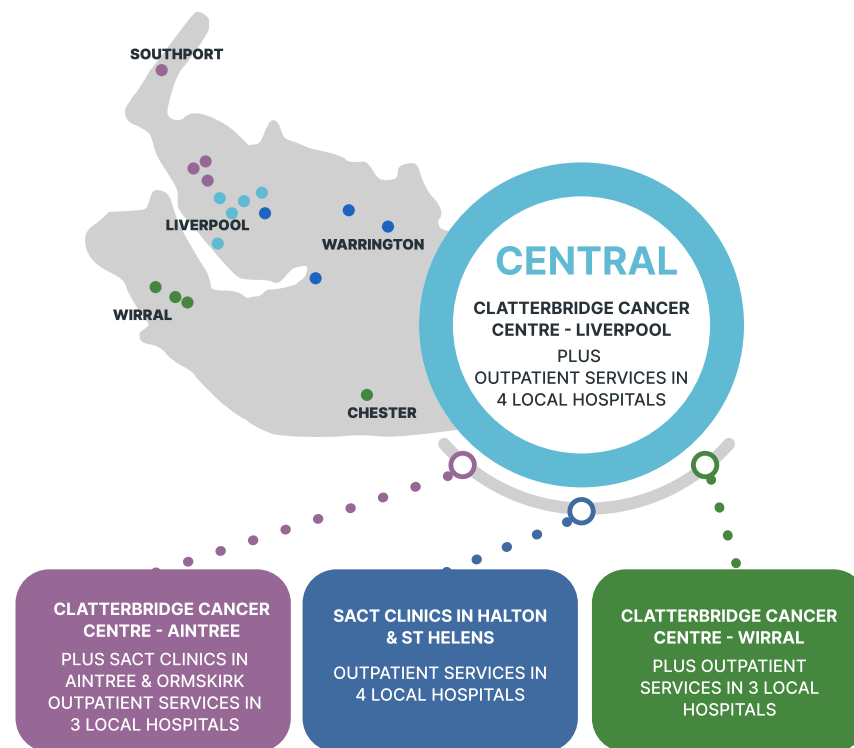 SOUTHPORT
LIVERPOOL
WARRINGTON
WIRRAL
CHESTER
CENTRAL
CLATTERBRIDGE CANCER
CENTRE - LIVERPOOL
PLUS
OUTPATIENT SERVICES IN
4 LOCAL HOSPITALS
CLATTERBRIDGE CANCER
CENTRE - AINTREE
PLUS SACT CLINICS IN
AINTREE & ORMSKIRK
OUTPATIENT SERVICES IN
3 LOCAL HOSPITALS
SACT CLINICS IN HALTON
& ST HELENS
OUTPATIENT SERVICES IN
4 LOCAL HOSPITALS
CLATTERBRIDGE CANCER
CENTRE - WIRRAL
PLUS OUTPATIENT
SERVICES IN 3 LOCAL
HOSPITALS